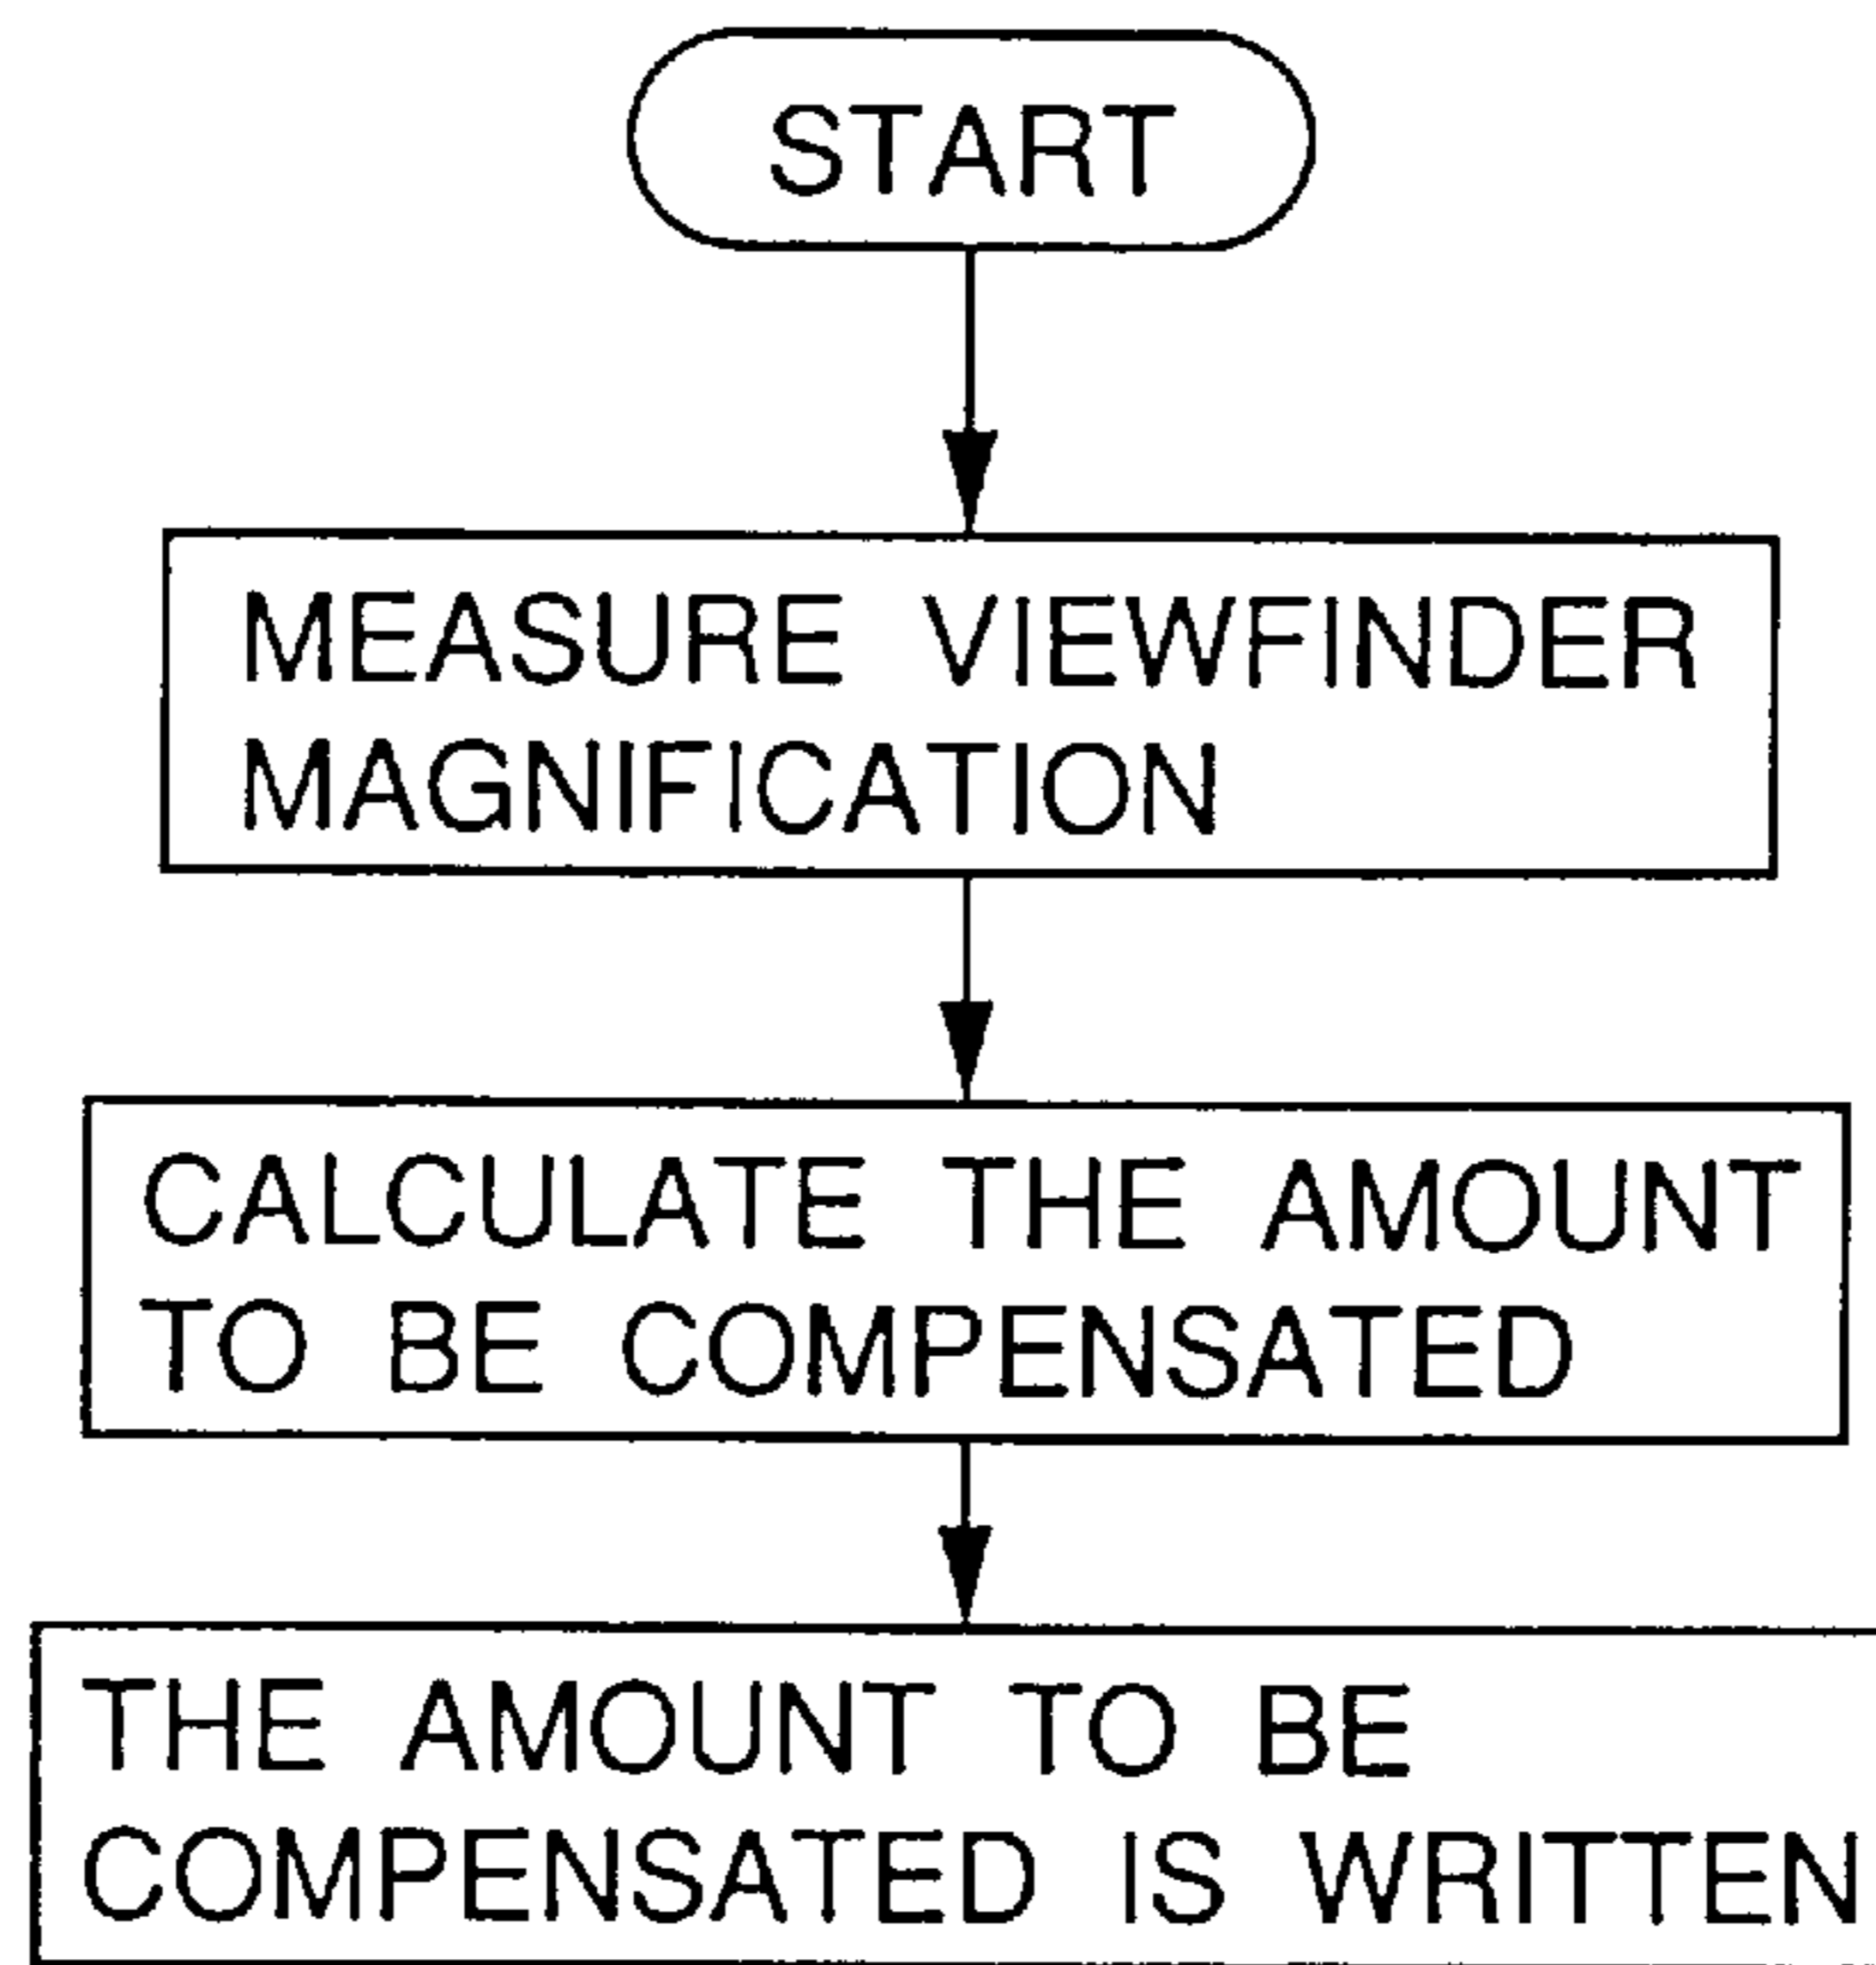 START
MEASURE VIEWFINDER
MAGNIFICATION
CALCULATE THE AMOUNT
TO BE COMPENSATED
THE AMOUNT TO BE
COMPENSATED IS WRITTEN